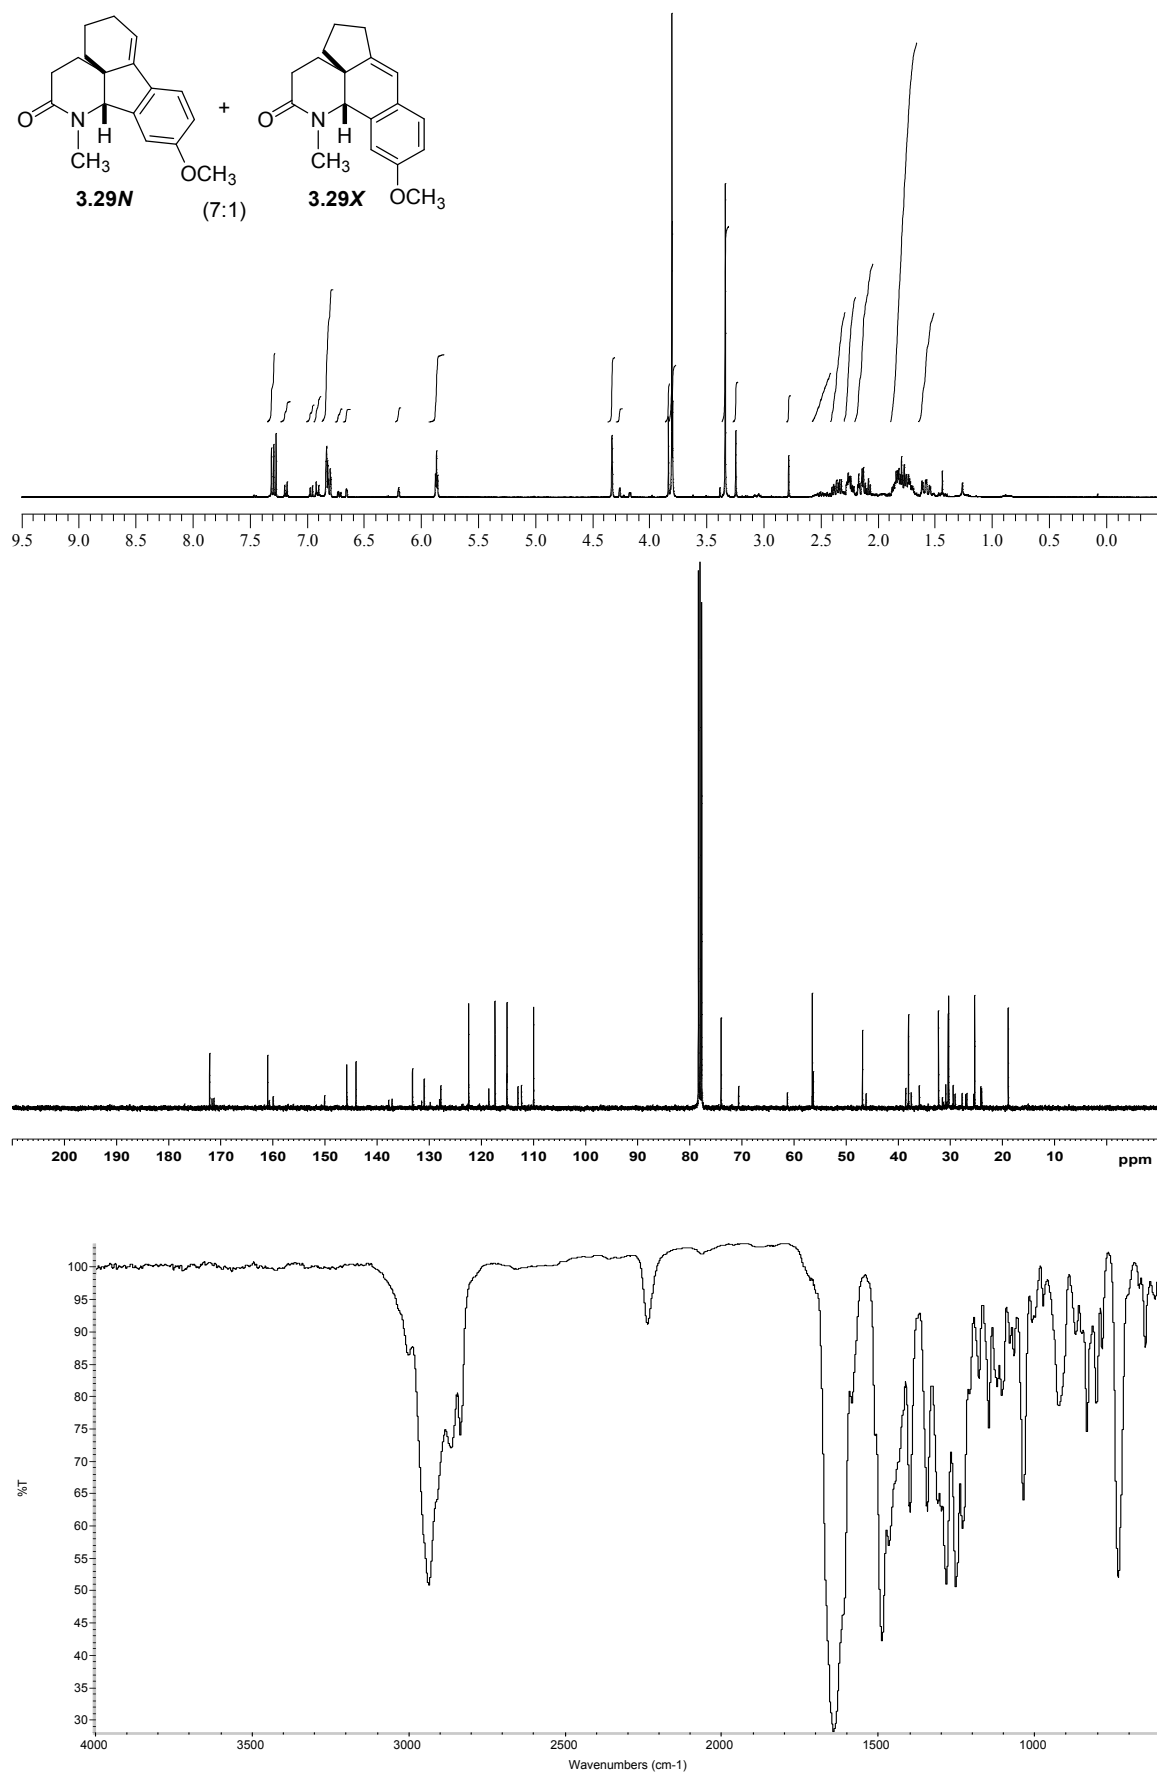 O
N
H
CH3
OCH3
3.29N
+
(7:1)
O
N
H
CH3
OCH3
3.29X
9.5 9.0 8.5 8.0 7.5 7.0 6.5 6.0 5.5 5.0 4.5 4.0 3.5 3.0 2.5 2.0 1.5 1.0 0.5 0.0
200 190 180 170 160 150 140 130 120 110 100 90 80 70 60 50 40 30 20 10 ppm
100
95
90
85
80
75
70
65
60
55
50
45
40
35
30
%T
4000 3500 3000 2500 2000 1500 1000
Wavenumbers (cm-1)